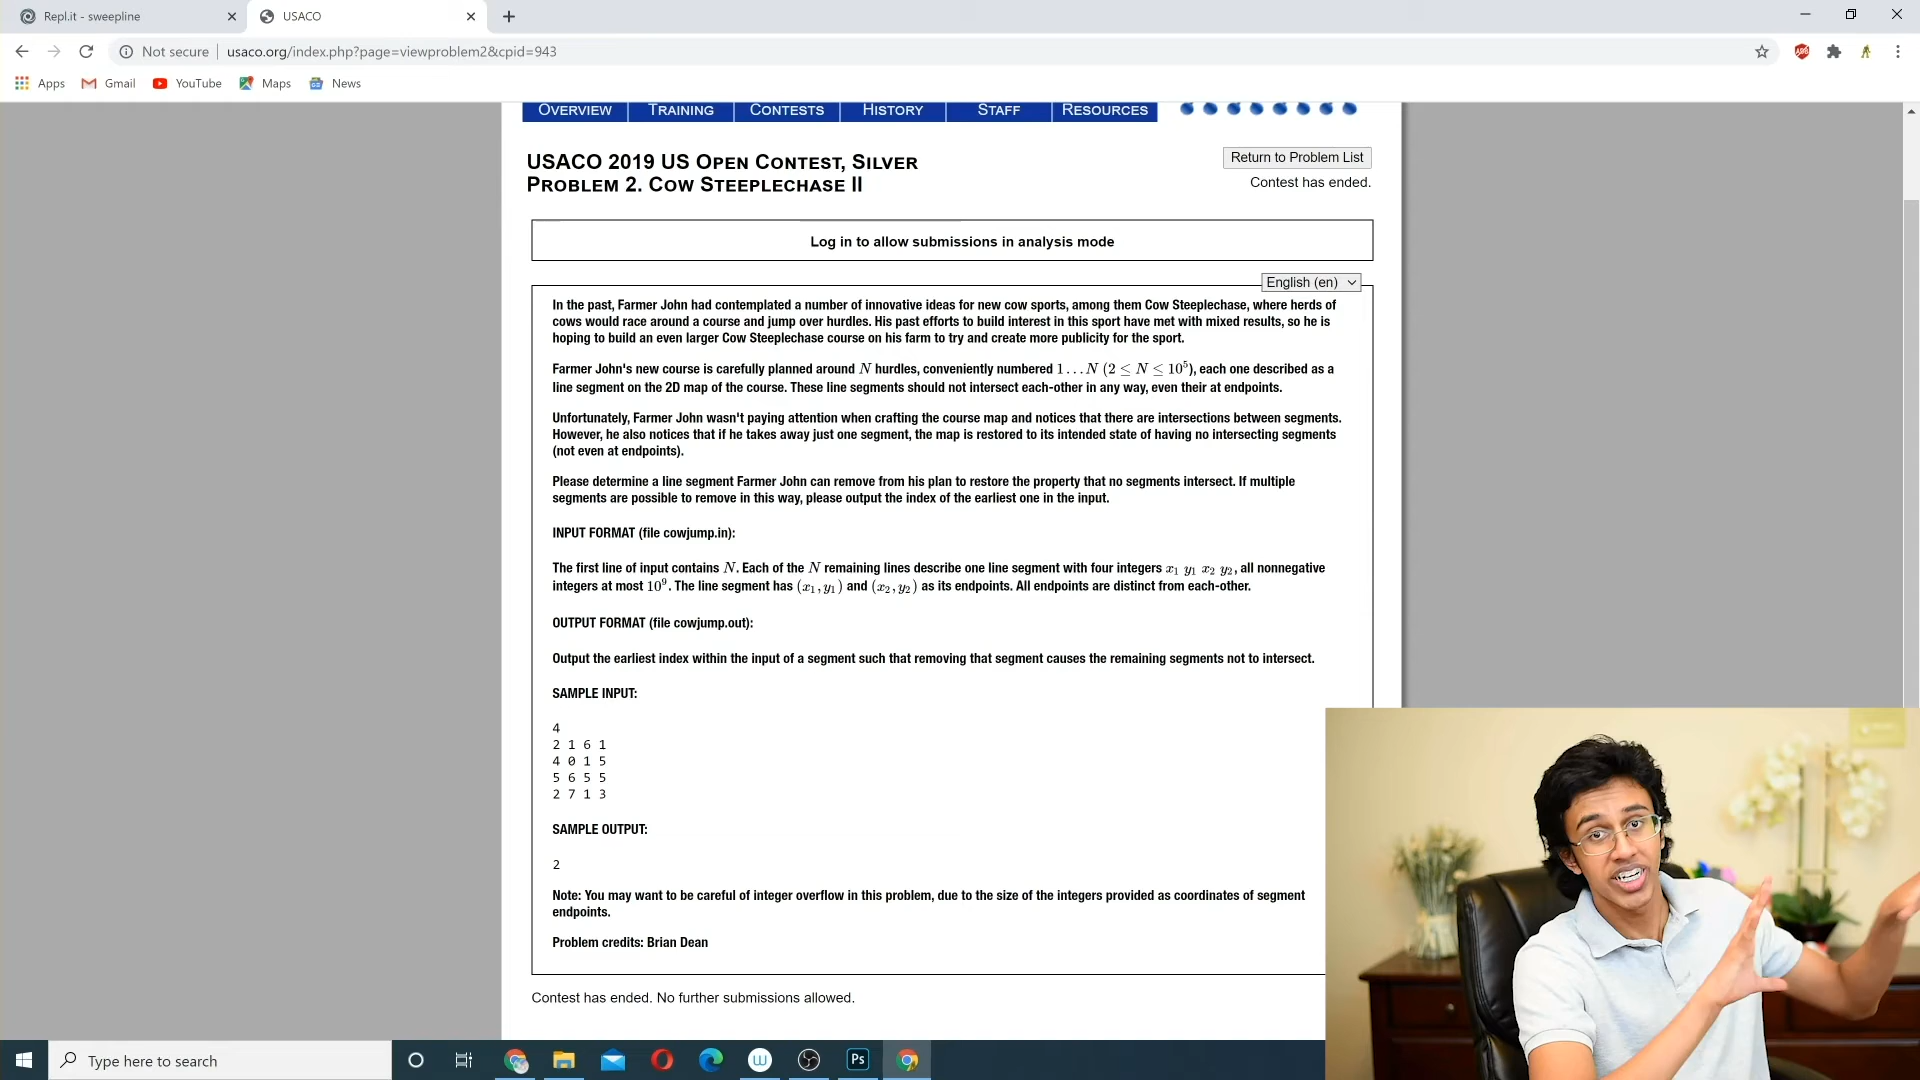 Repl.it - sweepline
USACO
Not secure
usaco.org/index.php?page=viewproblem2&cpid=943
Apps
Gmail
YouTube
Maps
News
OVERVIEW
TRAINING
CONTESTS
HISTORY
STAFF
RESOURCES
USACO 2019 US OPEN CONTEST, SILVER
PROBLEM 2. COW STEEPLECHASE II
Return to Problem List
Contest has ended.
Log in to allow submissions in analysis mode
English (en)
In the past, Farmer John had contemplated a number of innovative ideas for new cow sports, among them Cow Steeplechase, where herds of
cows would race around a course and jump over hurdles. His past efforts to build interest in this sport have met with mixed results, so he is
hoping to build an even larger Cow Steeplechase course on his farm to try and create more publicity for the sport.
Farmer John's new course is carefully planned around N hurdles, conveniently numbered 1…N (2 ≤ N ≤ 10⁵), each one described as a
line segment on the 2D map of the course. These line segments should not intersect each-other in any way, even their at endpoints.
Unfortunately, Farmer John wasn't paying attention when crafting the course map and notices that there are intersections between segments.
However, he also notices that if he takes away just one segment, the map is restored to its intended state of having no intersecting segments
(not even at endpoints).
Please determine a line segment Farmer John can remove from his plan to restore the property that no segments intersect. If multiple
segments are possible to remove in this way, please output the index of the earliest one in the input.
INPUT FORMAT (file cowjump.in):
The first line of input contains N. Each of the N remaining lines describe one line segment with four integers x₁ y₁ x₂ y₂, all nonnegative
integers at most 10⁹. The line segment has (x₁, y₁) and (x₂, y₂) as its endpoints. All endpoints are distinct from each-other.
OUTPUT FORMAT (file cowjump.out):
Output the earliest index within the input of a segment such that removing that segment causes the remaining segments not to intersect.
SAMPLE INPUT:
4
2 1 6 1
4 0 1 5
5 6 5 5
2 7 1 3
SAMPLE OUTPUT:
2
Note: You may want to be careful of integer overflow in this problem, due to the size of the integers provided as coordinates of segment
endpoints.
Problem credits: Brian Dean
Contest has ended. No further submissions allowed.
Type here to search
Ps